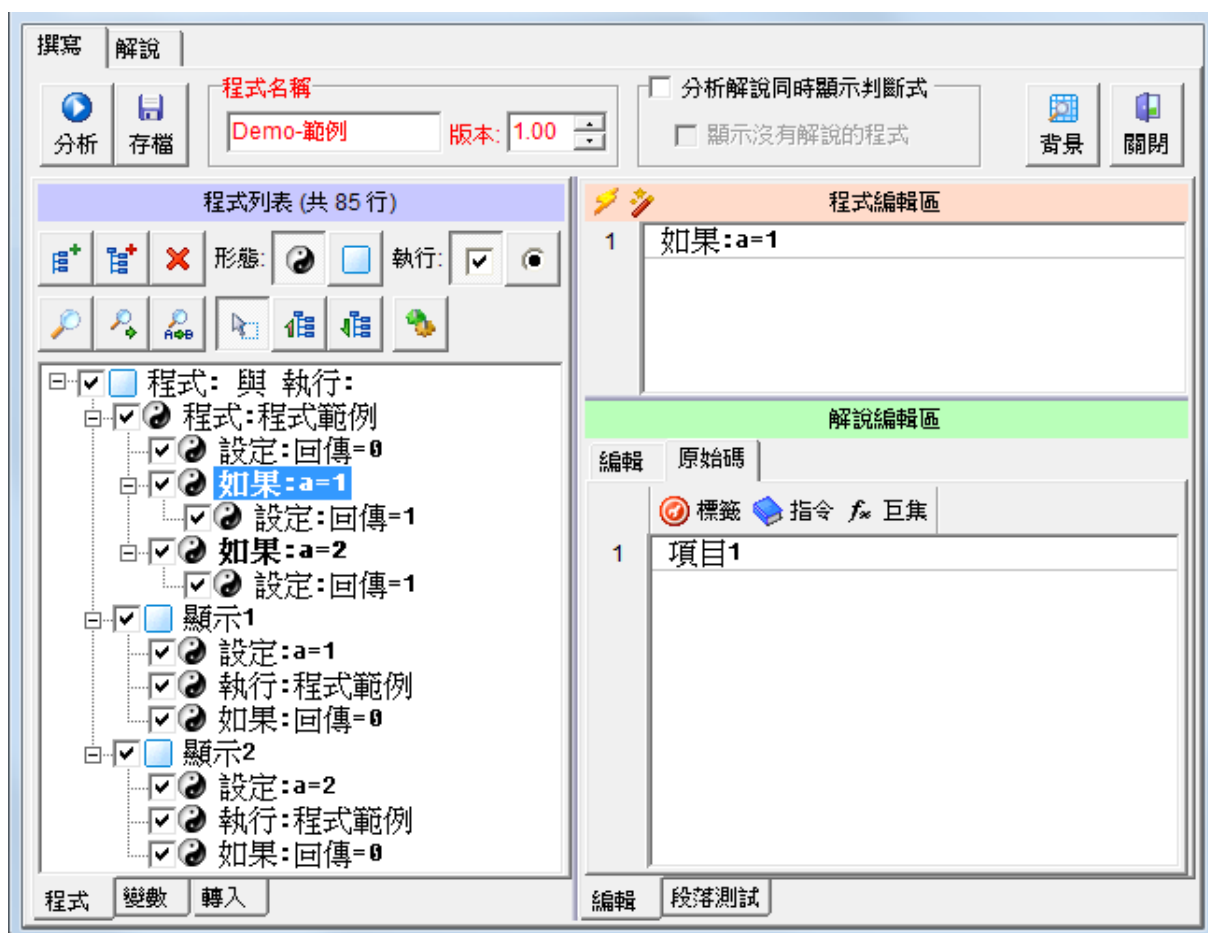 撰寫 解說
分析 存檔 程式名稱 Demo-範例 版本: 1.00 分析解說同時顯示判斷式 顯示沒有解說的程式 背景 關閉
程式列表 (共 85 行)
形態: 執行:
程式: 與 執行:
程式:程式範例
設定:回傳=0
如果:a=1
設定:回傳=1
如果:a=2
設定:回傳=1
顯示1
設定:a=1
執行:程式範例
如果:回傳=0
顯示2
設定:a=2
執行:程式範例
如果:回傳=0
程式 變數 轉入
程式編輯區
1 如果:a=1
解說編輯區
編輯 原始碼
標籤 指令 f∞ 巨集
1 項目1
編輯 段落測試